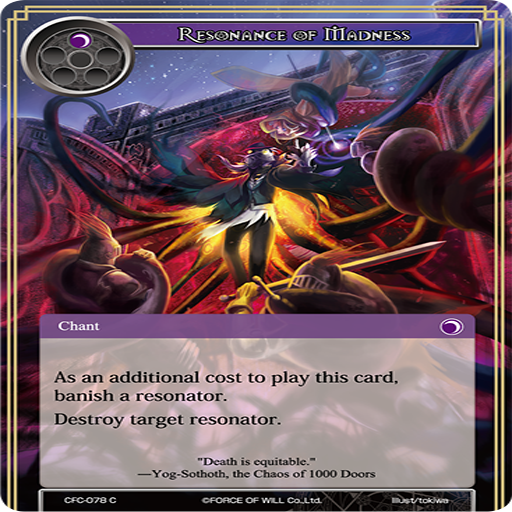 Resonance of Madness
Chant
As an additional cost to play this card,
banish a resonator.
Destroy target resonator.
"Death is equitable."
—Yog-Sothoth, the Chaos of 1000 Doors
CFC-078 C ©FORCE OF WILL Co.,Ltd. Illust/tokiwa